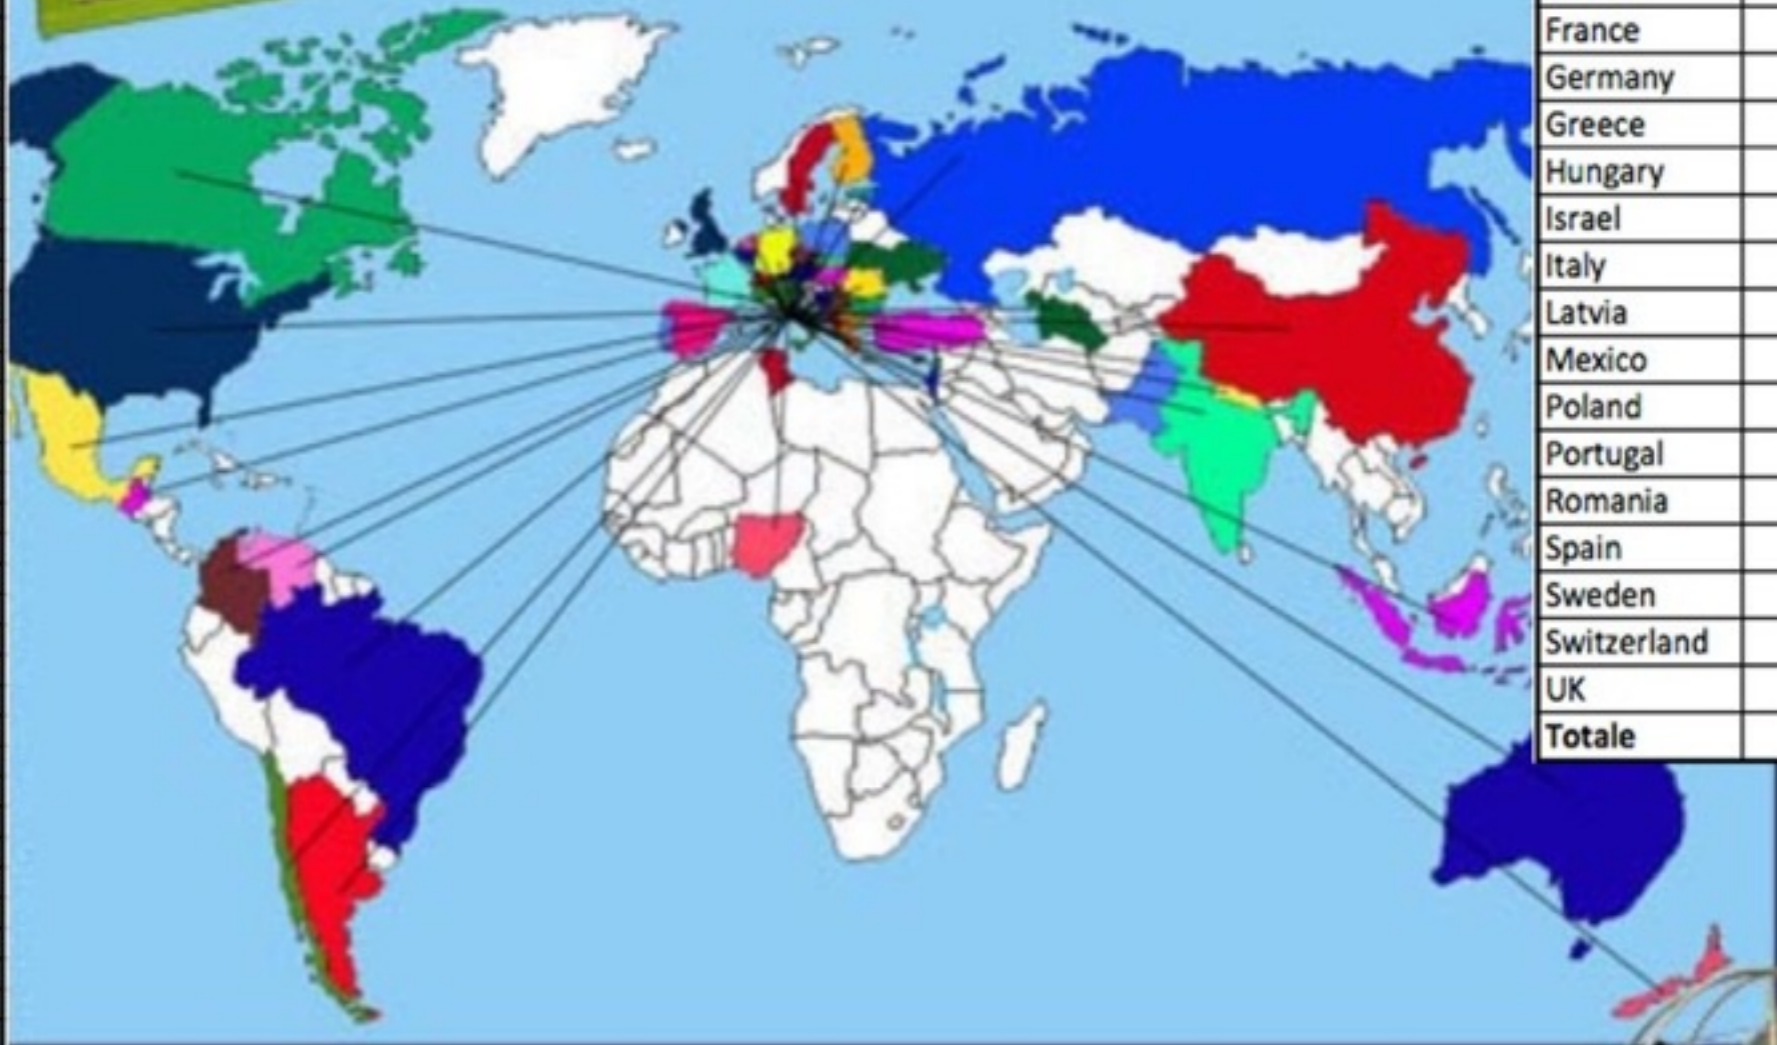 France
Germany
Greece
Hungary
Israel
Italy
Latvia
Mexico
Poland
Portugal
Romania
Spain
Sweden
Switzerland
UK
Totale